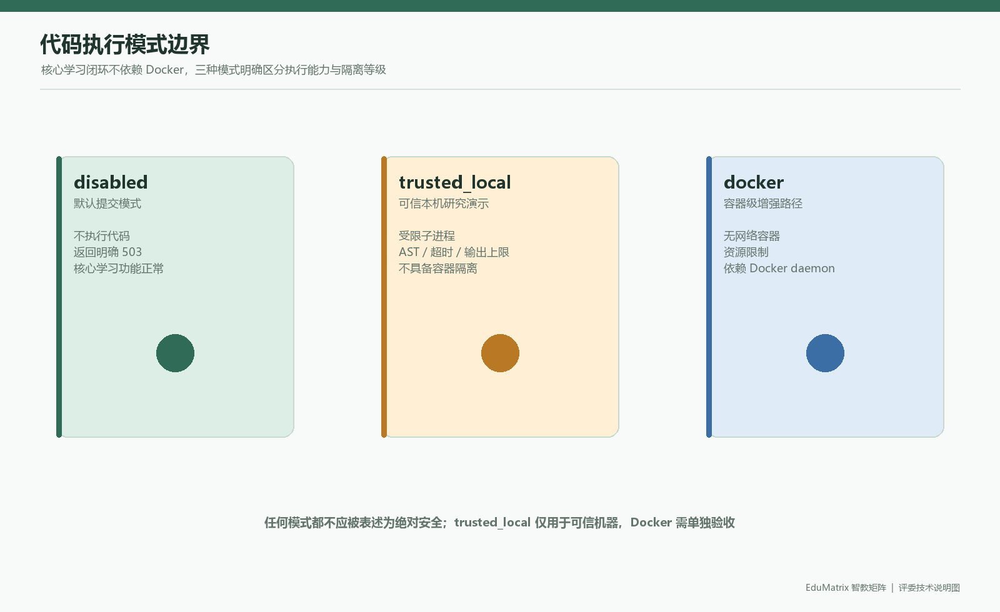 代码执行模式边界
核心学习闭环不依赖 Docker，三种模式明确区分执行能力与隔离等级
disabled
默认提交模式
不执行代码
返回明确 503
核心学习功能正常
trusted_local
可信本机研究演示
受限子进程
AST / 超时 / 输出上限
不具备容器隔离
docker
容器级增强路径
无网络容器
资源限制
依赖 Docker daemon
任何模式都不应被表述为绝对安全；trusted_local 仅用于可信机器，Docker 需单独验收
EduMatrix 智教矩阵 | 评委技术说明图